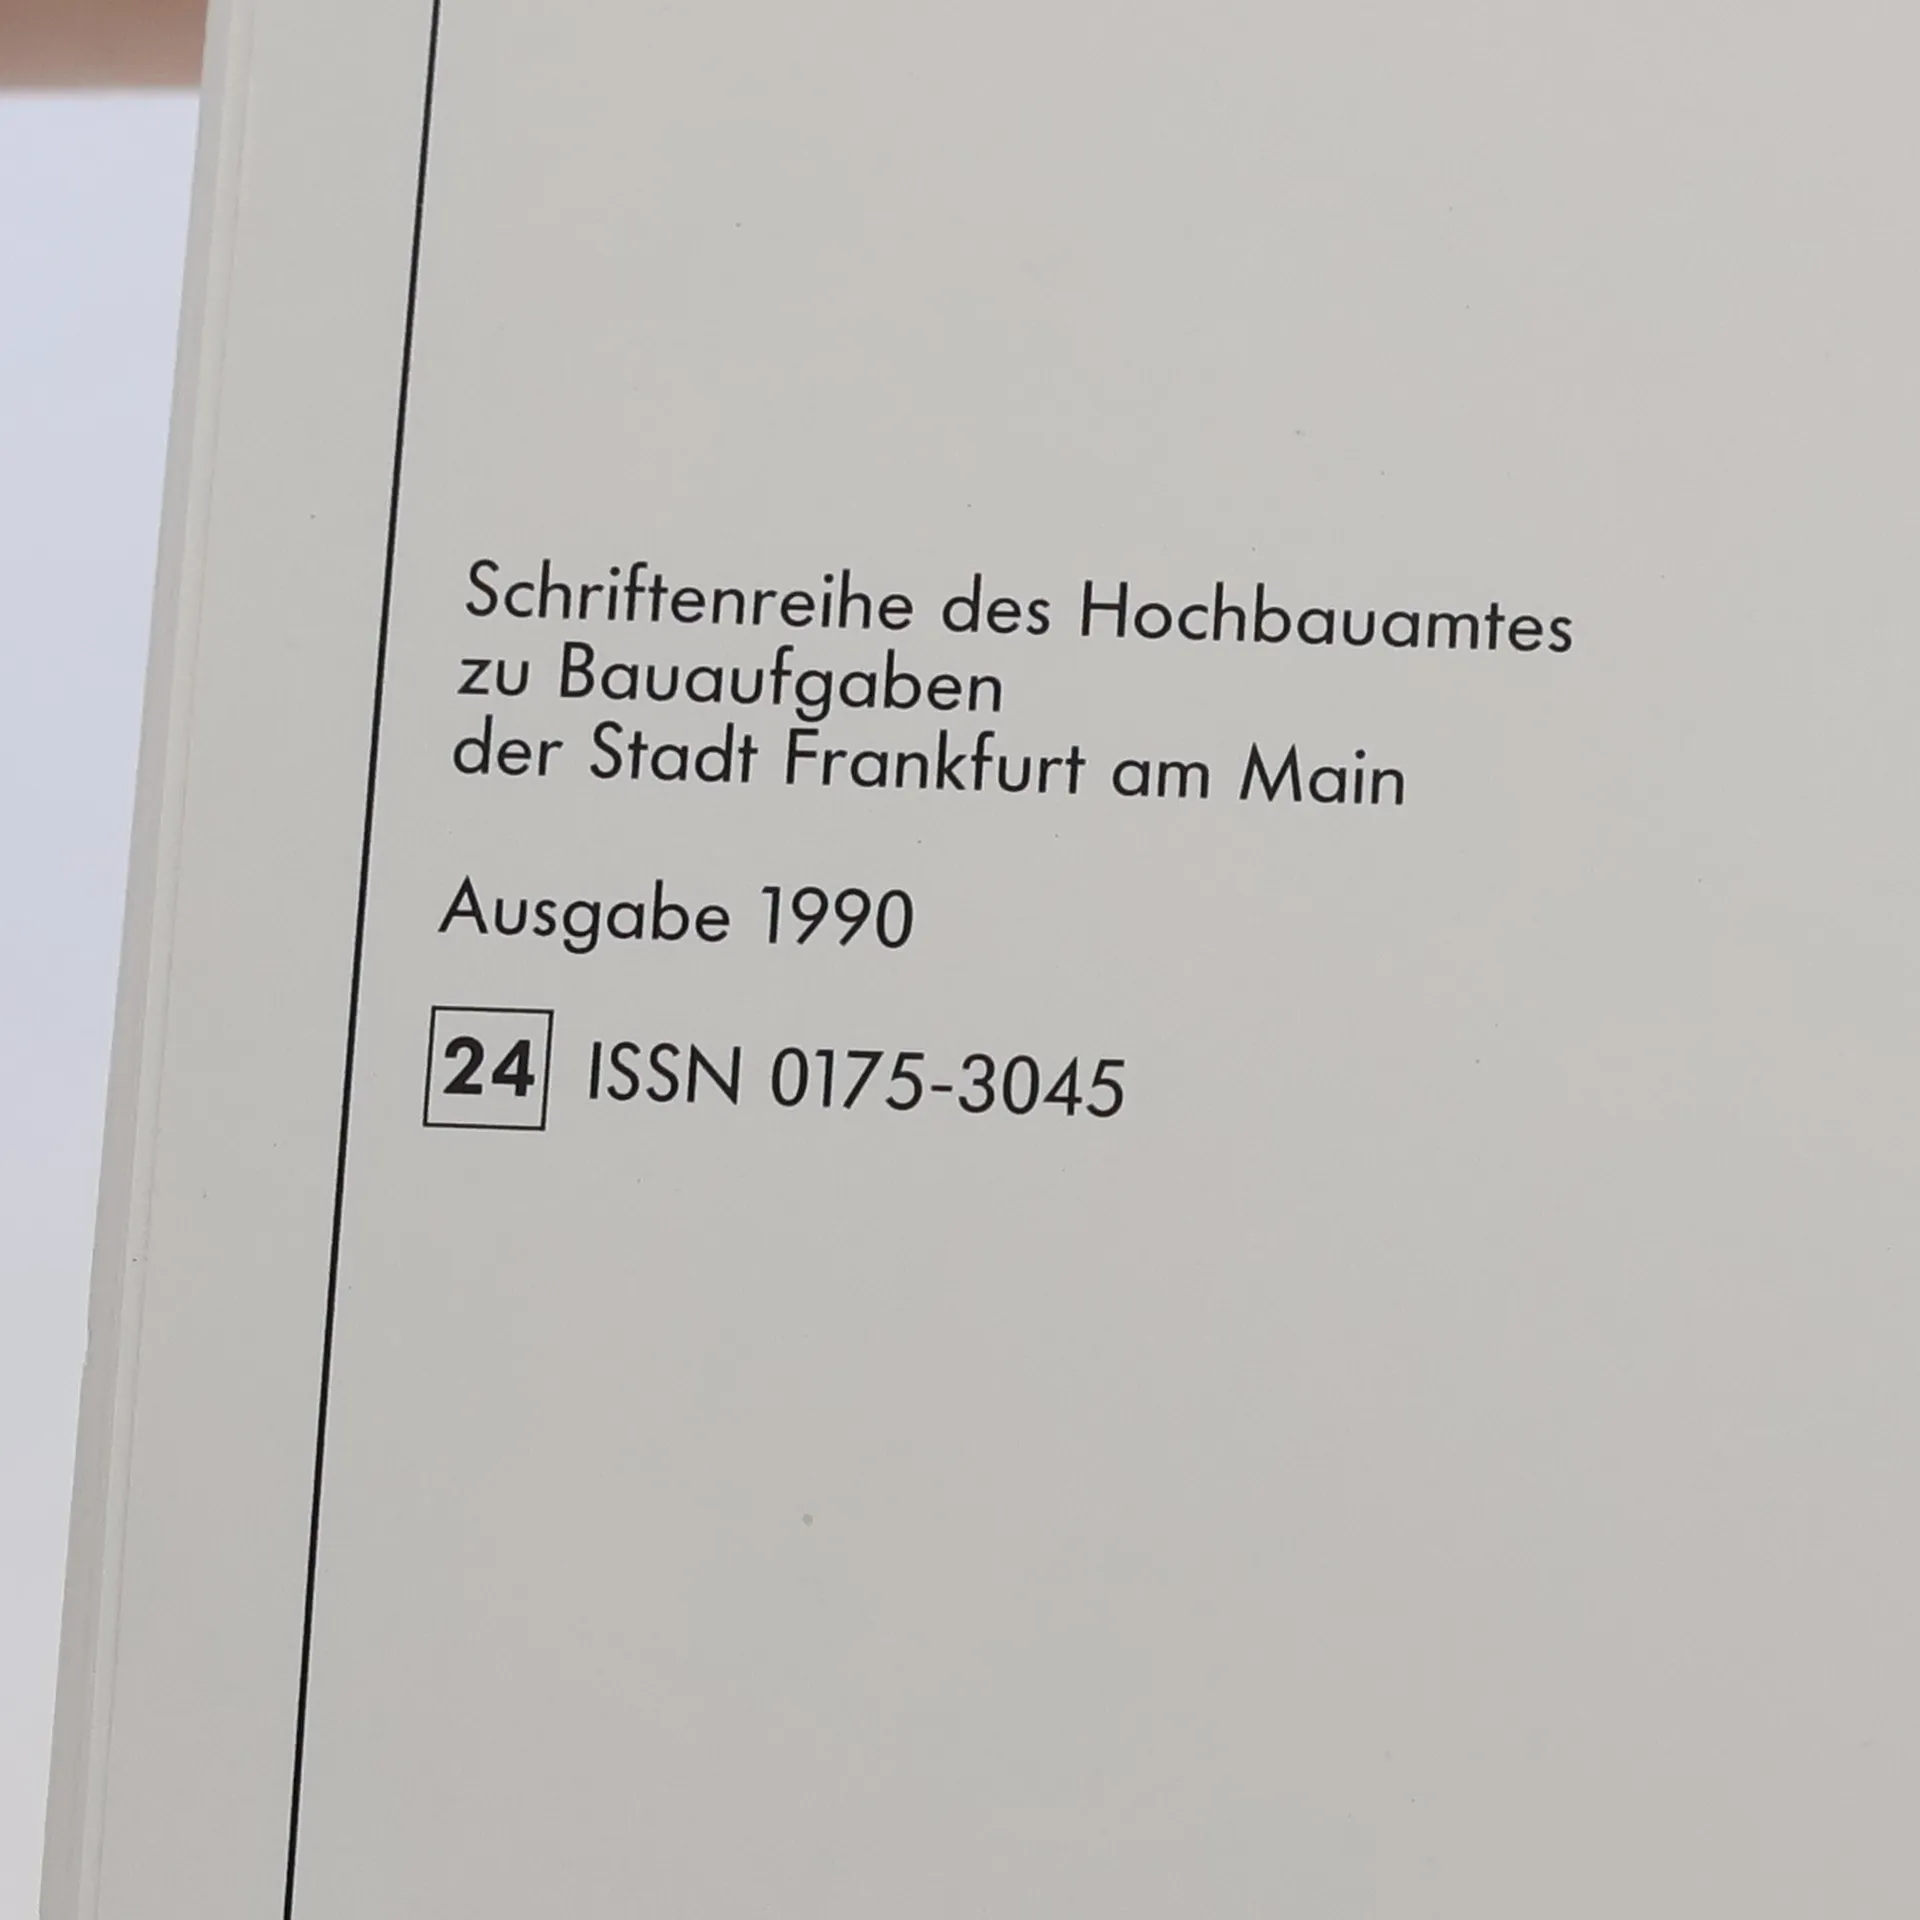 Schriftenreihe des Hochbauamtes
zu Bauaufgaben
der Stadt Frankfurt am Main
Ausgabe 1990
24 ISSN 0175-3045